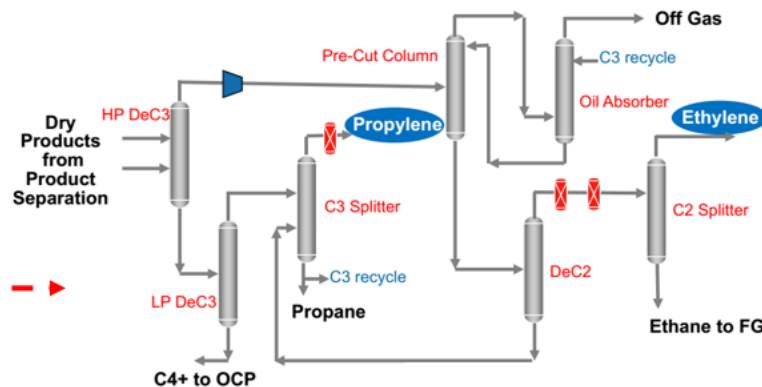 Off Gas
Pre-Cut Column
C3 recycle
HP DeC3
Oil Absorber
Dry
Products
from
Product
Separation
Propylene
Ethylene
C3 Splitter
C2 Splitter
DeC2
C3 recycle
LP DeC3
Propane
Ethane to FG
C4+ to OCP